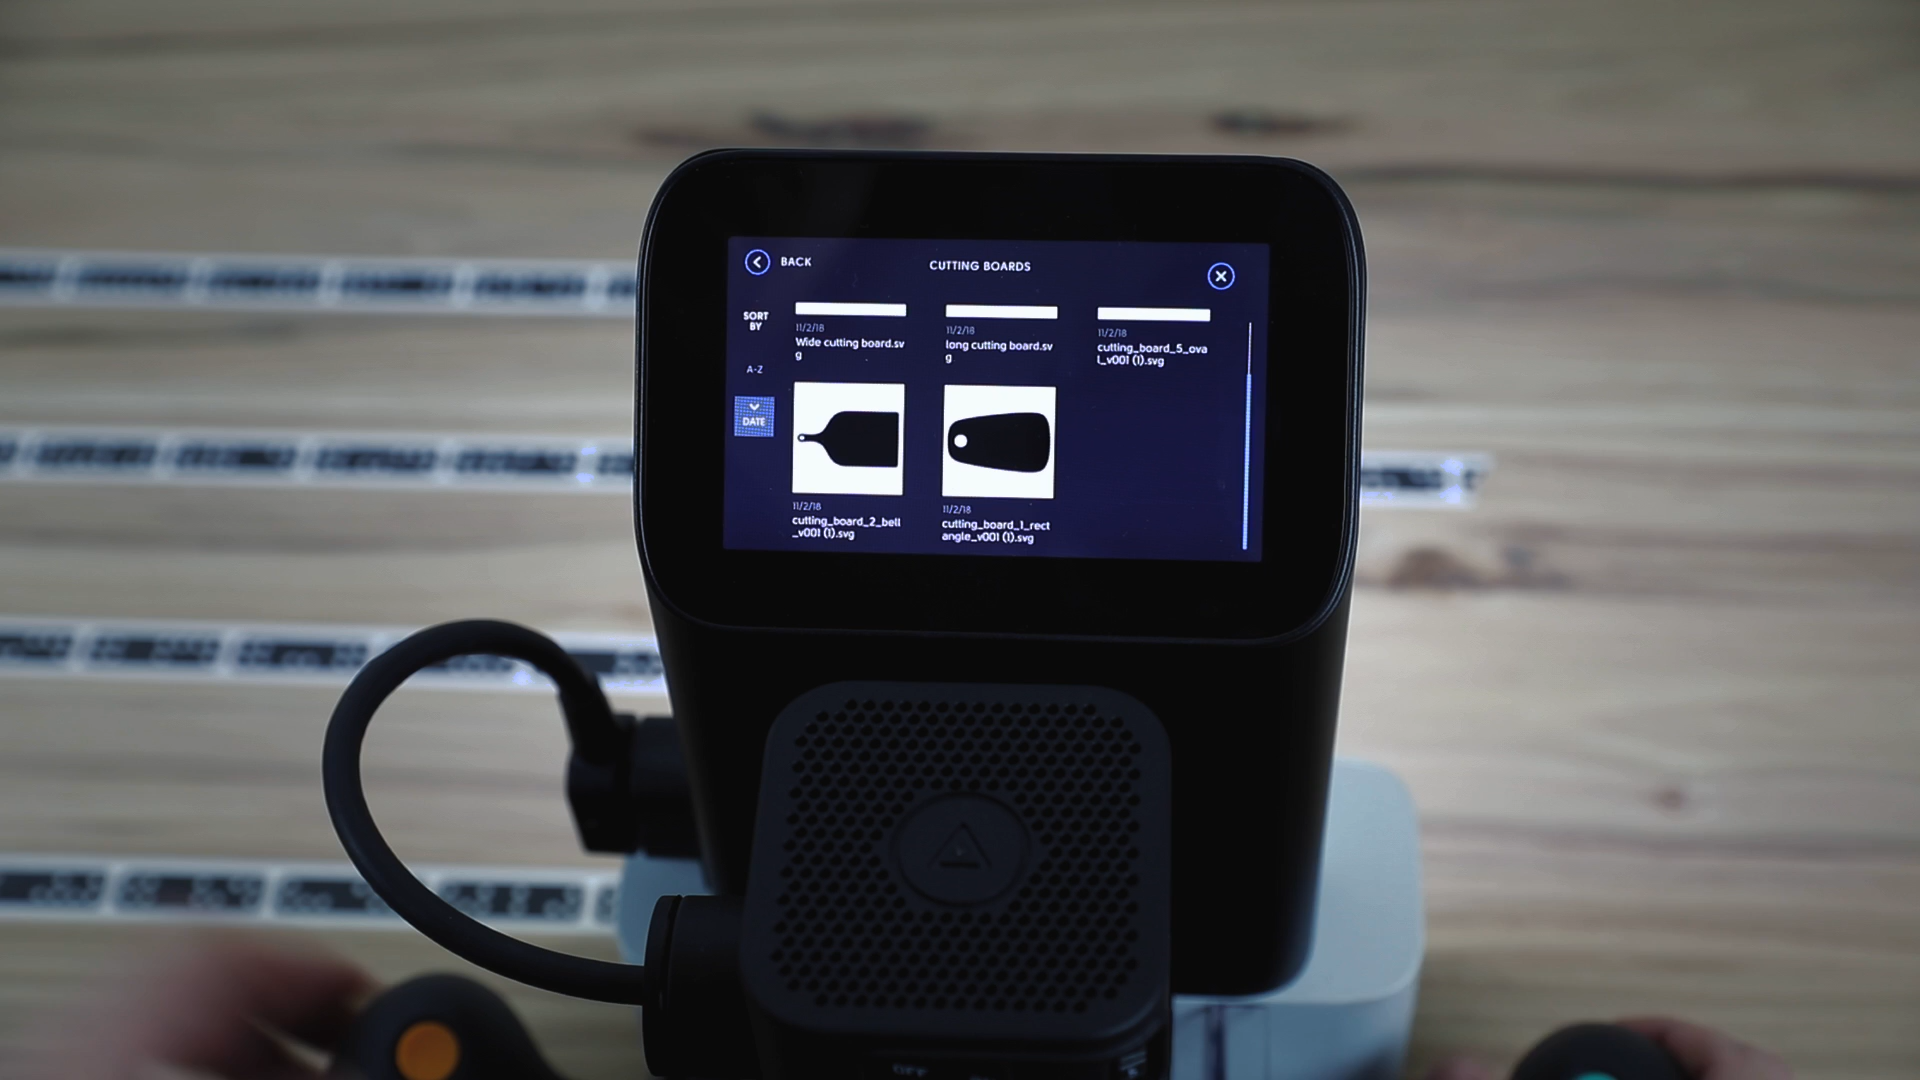 BACK
CUTTING BOARDS
SORT
BY
A-Z
DATE
11/2/18
Wide cutting board.sv
g
11/2/18
long cutting board.sv
g
11/2/18
cutting_board_5_ova
l_v001 (1).svg
11/2/18
cutting_board_2_bell
_v001 (1).svg
11/2/18
cutting_board_1_rect
angle_v001 (1).svg
OFF